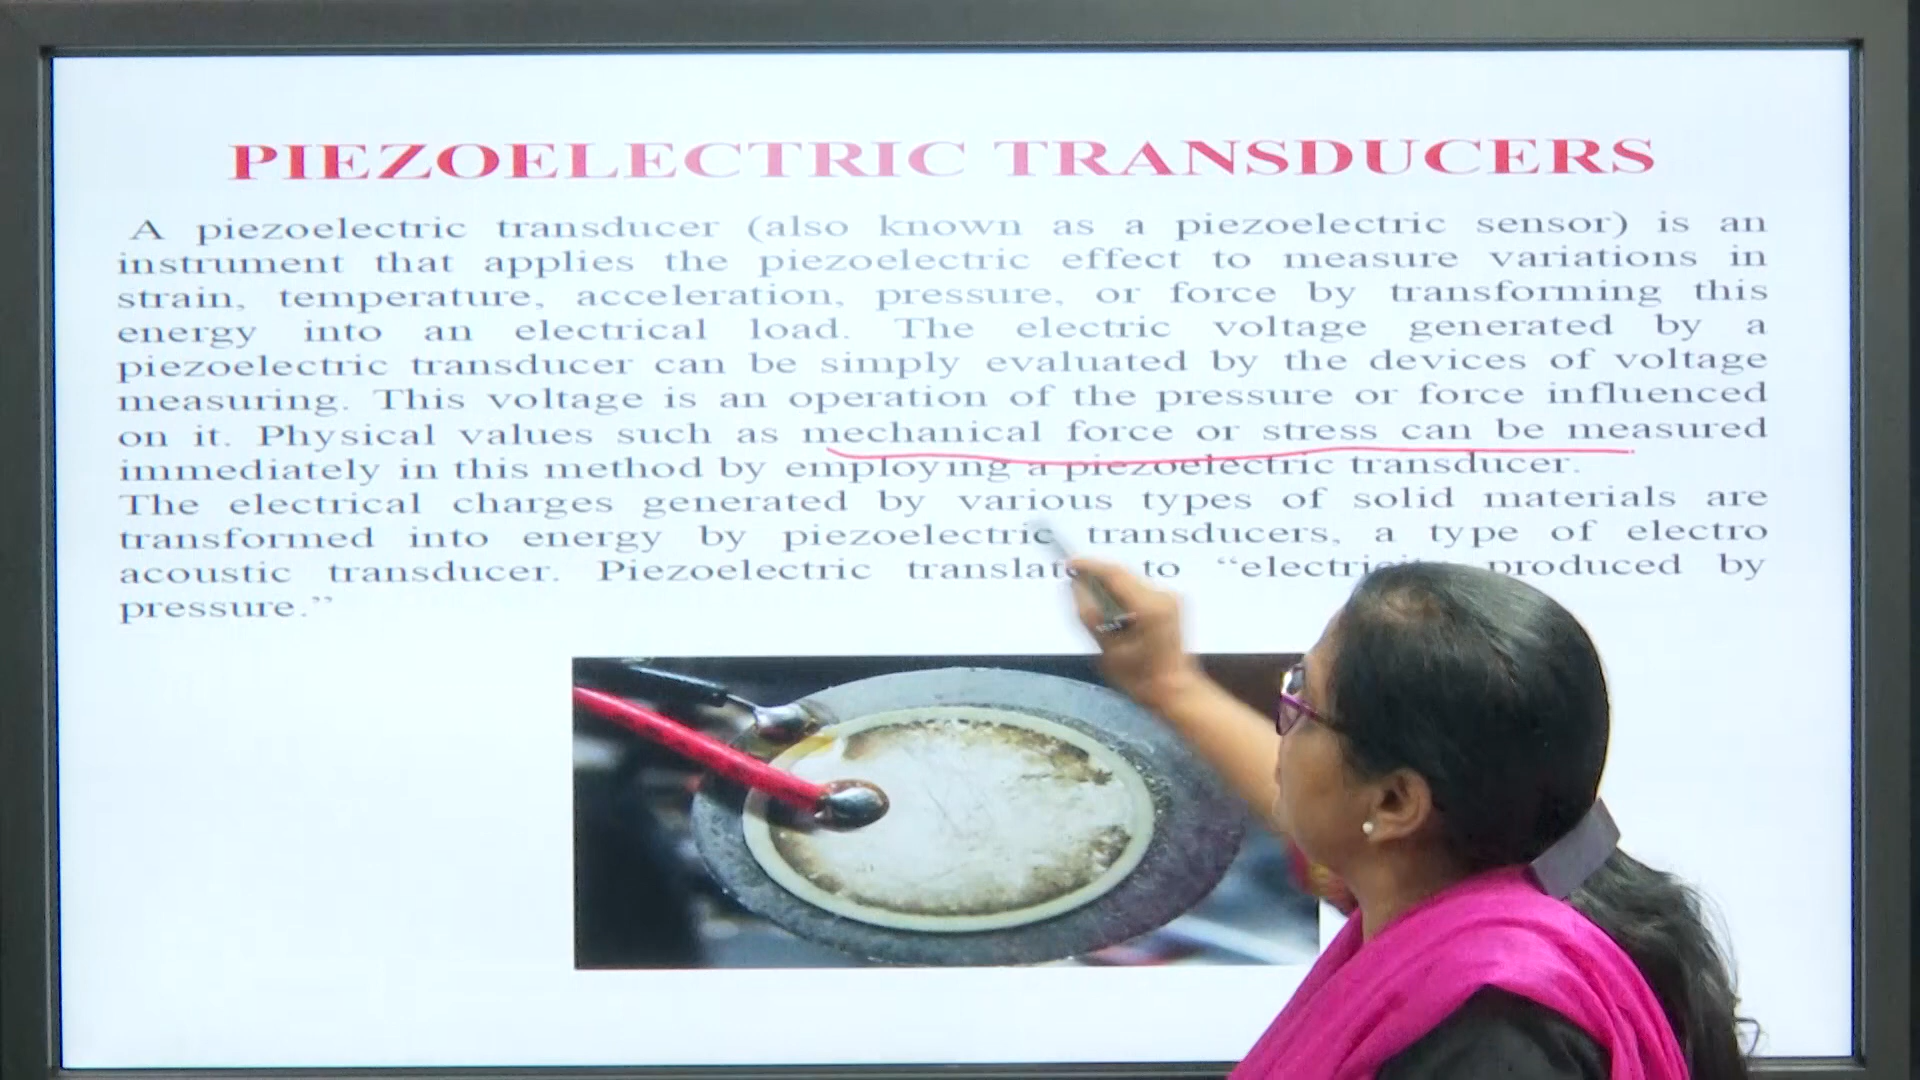 PIEZOELECTRIC TRANSDUCERS
A piezoelectric transducer (also known as a piezoelectric sensor) is an
instrument that applies the piezoelectric effect to measure variations in
strain, temperature, acceleration, pressure, or force by transforming this
energy into an electrical load. The electric voltage generated by a
piezoelectric transducer can be simply evaluated by the devices of voltage
measuring. This voltage is an operation of the pressure or force influenced
on it. Physical values such as mechanical force or stress can be measured
immediately in this method by employing a piezoelectric transducer.
The electrical charges generated by various types of solid materials are
transformed into energy by piezoelectric transducers, a type of electro
acoustic transducer. Piezoelectric to produced by
pressure.”